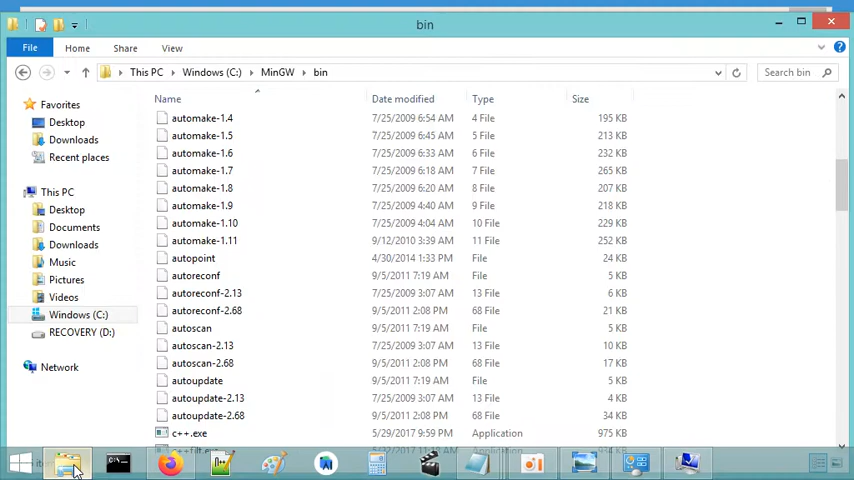 bin
File Home Share View
This PC Windows (C:) MinGW bin Search bin
Name Date modified Type Size
Favorites
Desktop
Downloads
Recent places
This PC
Desktop
Documents
Downloads
Music
Pictures
Videos
Windows (C:)
RECOVERY (D:)
Network
automake-1.4 7/25/2009 6:54 AM 4 File 195 KB
automake-1.5 7/25/2009 6:45 AM 5 File 213 KB
automake-1.6 7/25/2009 6:33 AM 6 File 232 KB
automake-1.7 7/25/2009 6:18 AM 7 File 265 KB
automake-1.8 7/25/2009 6:20 AM 8 File 207 KB
automake-1.9 7/25/2009 4:40 AM 9 File 218 KB
automake-1.10 7/25/2009 4:04 AM 10 File 229 KB
automake-1.11 9/12/2010 3:39 AM 11 File 252 KB
autopoint 4/30/2014 1:33 PM File 24 KB
autoreconf 9/5/2011 7:19 AM File 5 KB
autoreconf-2.13 7/25/2009 3:07 AM 13 File 6 KB
autoreconf-2.68 9/5/2011 2:08 PM 68 File 21 KB
autoscan 9/5/2011 7:19 AM File 5 KB
autoscan-2.13 7/25/2009 3:07 AM 13 File 10 KB
autoscan-2.68 9/5/2011 2:08 PM 68 File 17 KB
autoupdate 9/5/2011 7:19 AM File 5 KB
autoupdate-2.13 7/25/2009 3:07 AM 13 File 4 KB
autoupdate-2.68 9/5/2011 2:08 PM 68 File 34 KB
c++.exe 5/29/2017 9:59 PM Application 975 KB